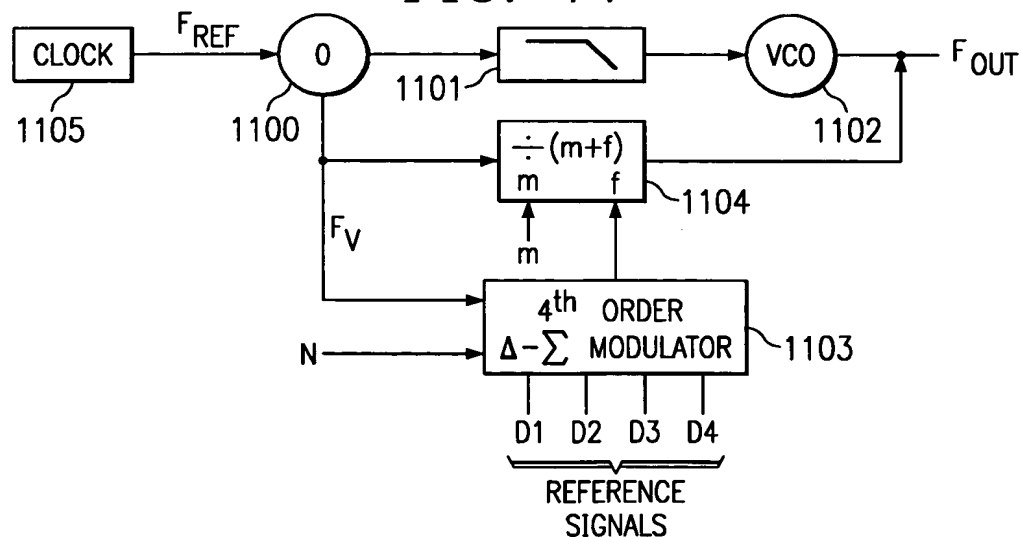 CLOCK
F_REF
0
VCO
F_OUT
1105
1100
1101
1102
÷(m+f)
m f
1104
F_V
m
4th ORDER
Δ-Σ MODULATOR
1103
N
D1 D2 D3 D4
REFERENCE
SIGNALS